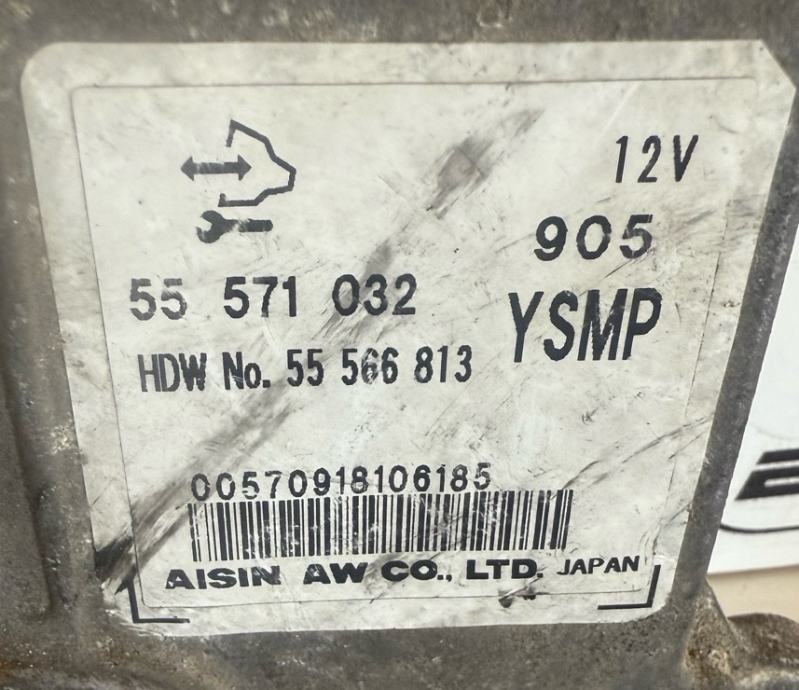 12V
905
55 571 032
YSMP
HDW No. 55 566 813
00570918106185
AISIN AW CO., LTD. JAPAN